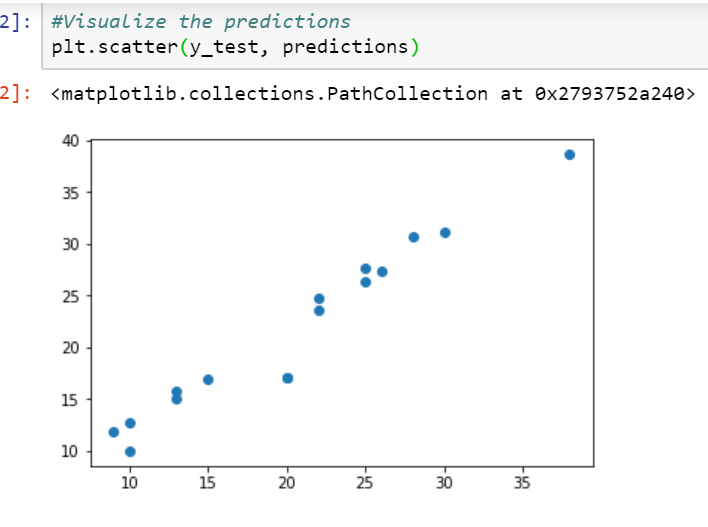 2]: #Visualize the predictions
plt.scatter(y_test, predictions)
2]: <matplotlib.collections.PathCollection at 0x2793752a240>
40
35
30
25
20
15
10
10 15 20 25 30 35